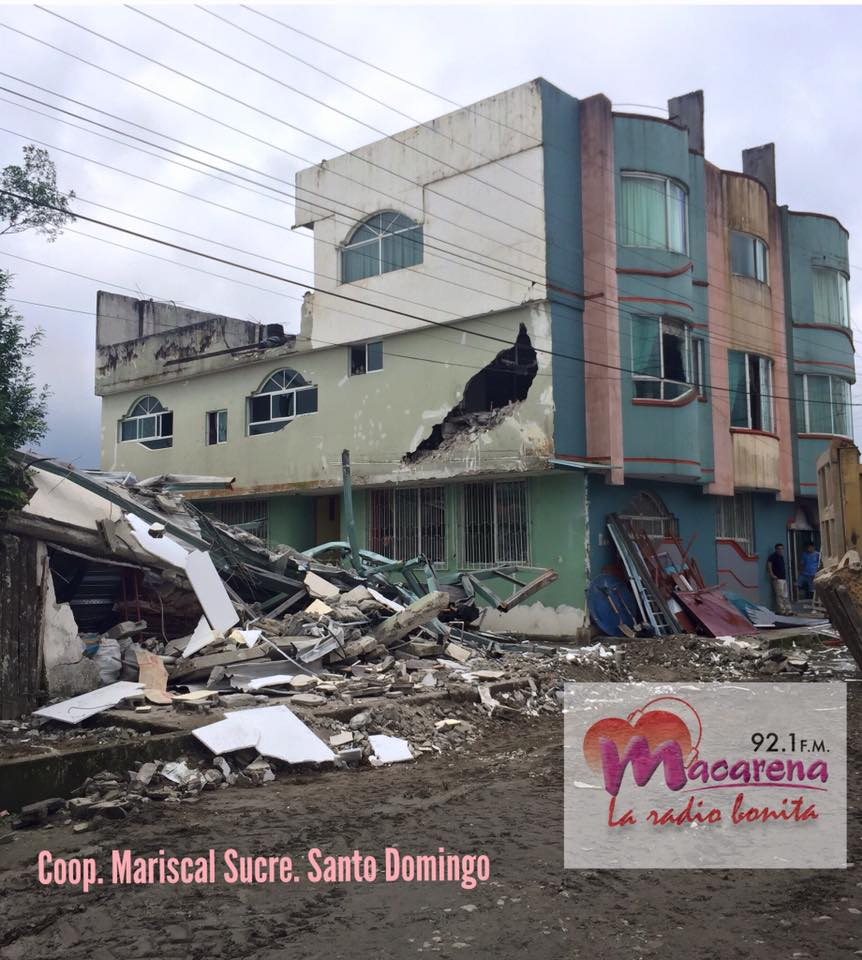 92.1 F.M.
Macarena
La radio bonita
Coop. Mariscal Sucre. Santo Domingo